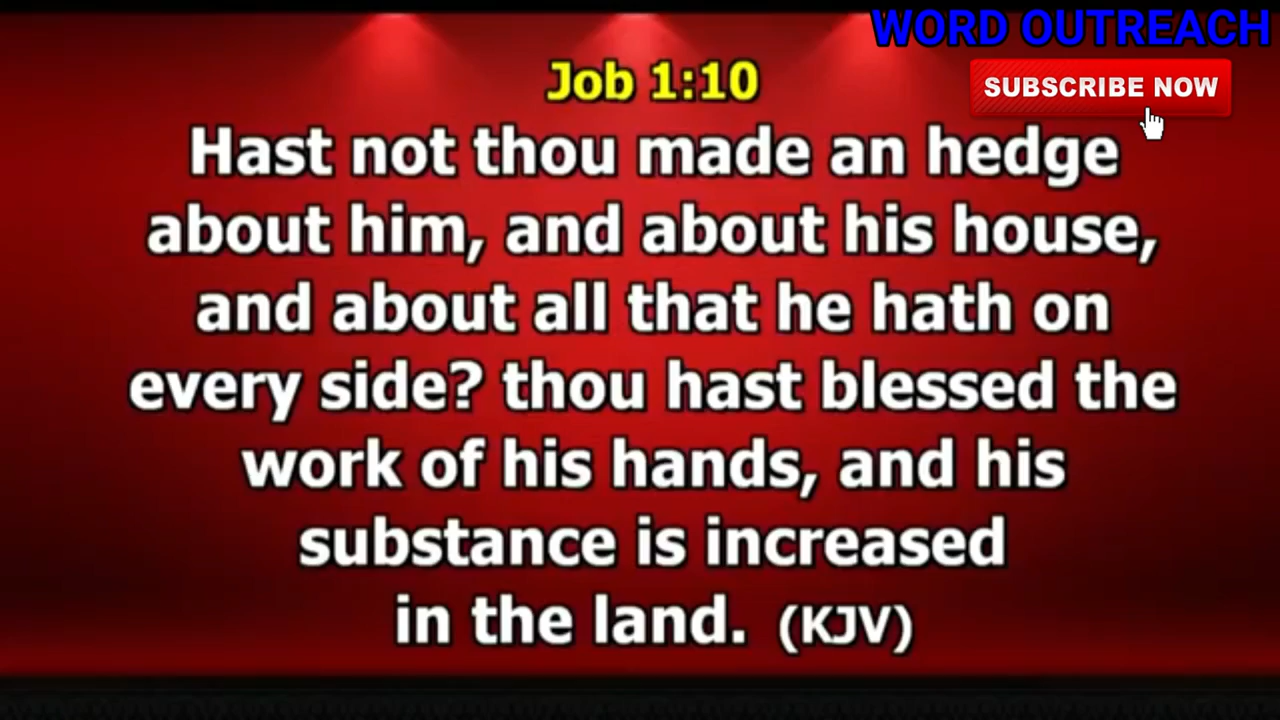 WORD OUTREACH
SUBSCRIBE NOW
Job 1:10
Hast not thou made an hedge
about him, and about his house,
and about all that he hath on
every side? thou hast blessed the
work of his hands, and his
substance is increased
in the land. (KJV)